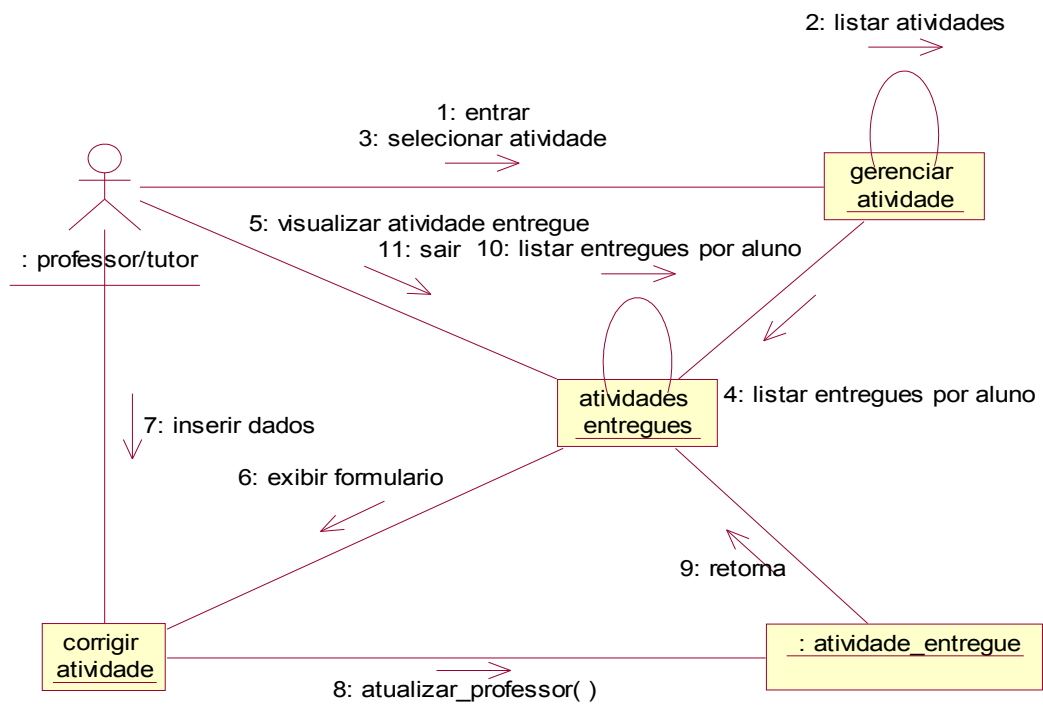 2: listar atividades
1: entrar
3: selecionar atividade
gerenciar
atividade
5: visualizar atividade entregue
11: sair
10: listar entregues por aluno
: professor/tutor
atividades
entregues
4: listar entregues por aluno
7: inserir dados
6: exibir formulario
9: retorna
corrigir
atividade
: atividade_entregue
8: atualizar_professor( )